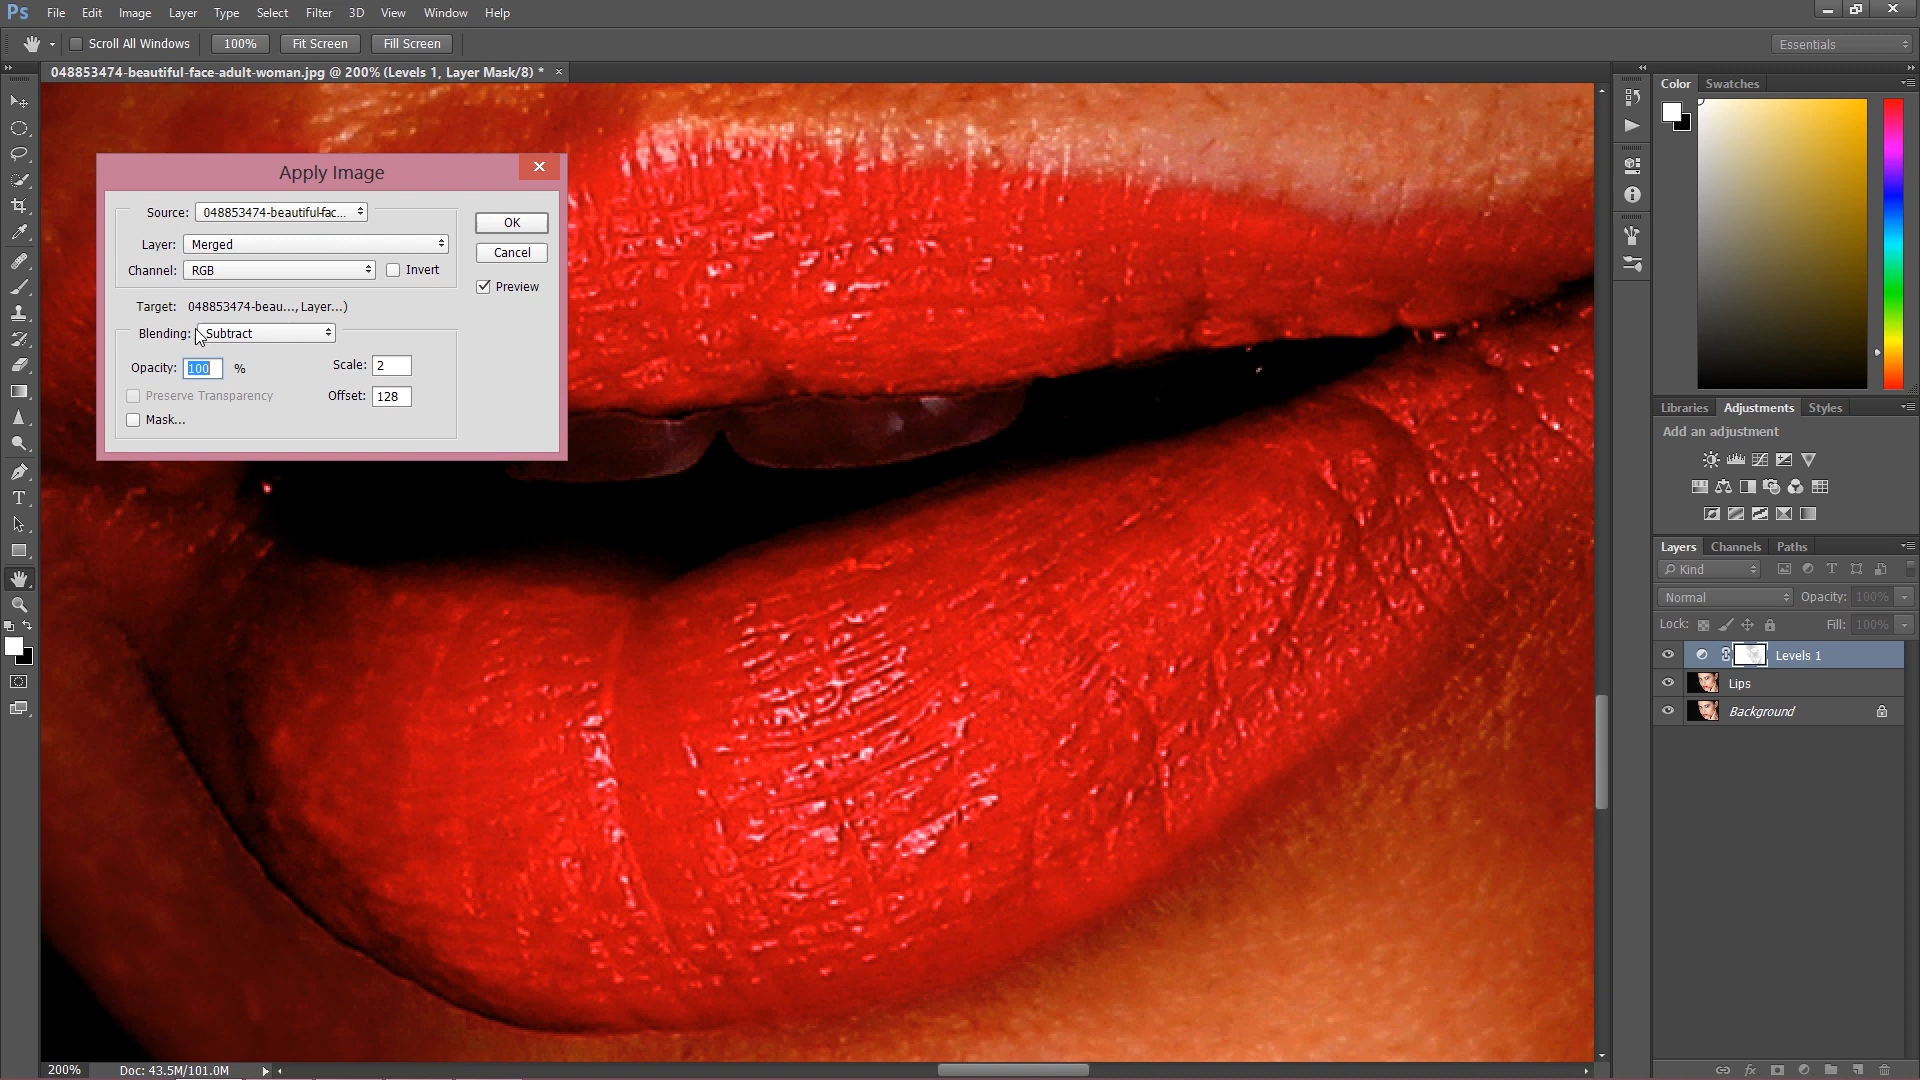 Ps File Edit Image Layer Type Select Filter 3D View Window Help
Scroll All Windows 100% Fit Screen Fill Screen Essentials
048853474-beautiful-face-adult-woman.jpg @ 200% (Levels 1, Layer Mask/8) *
Apply Image
Source: 048853474-beautiful-fac...
OK
Layer: Merged
Cancel
Channel: RGB Invert
Preview
Target: 048853474-beau..., Layer...)
Blending: Subtract
Opacity: 100 % Scale: 2
Preserve Transparency Offset: 128
Mask...
Color Swatches
Libraries Adjustments Styles
Add an adjustment
Layers Channels Paths
Kind
Normal Opacity: 100%
Lock: Fill: 100%
Levels 1
Lips
Background
200% Doc: 43.5M/101.0M